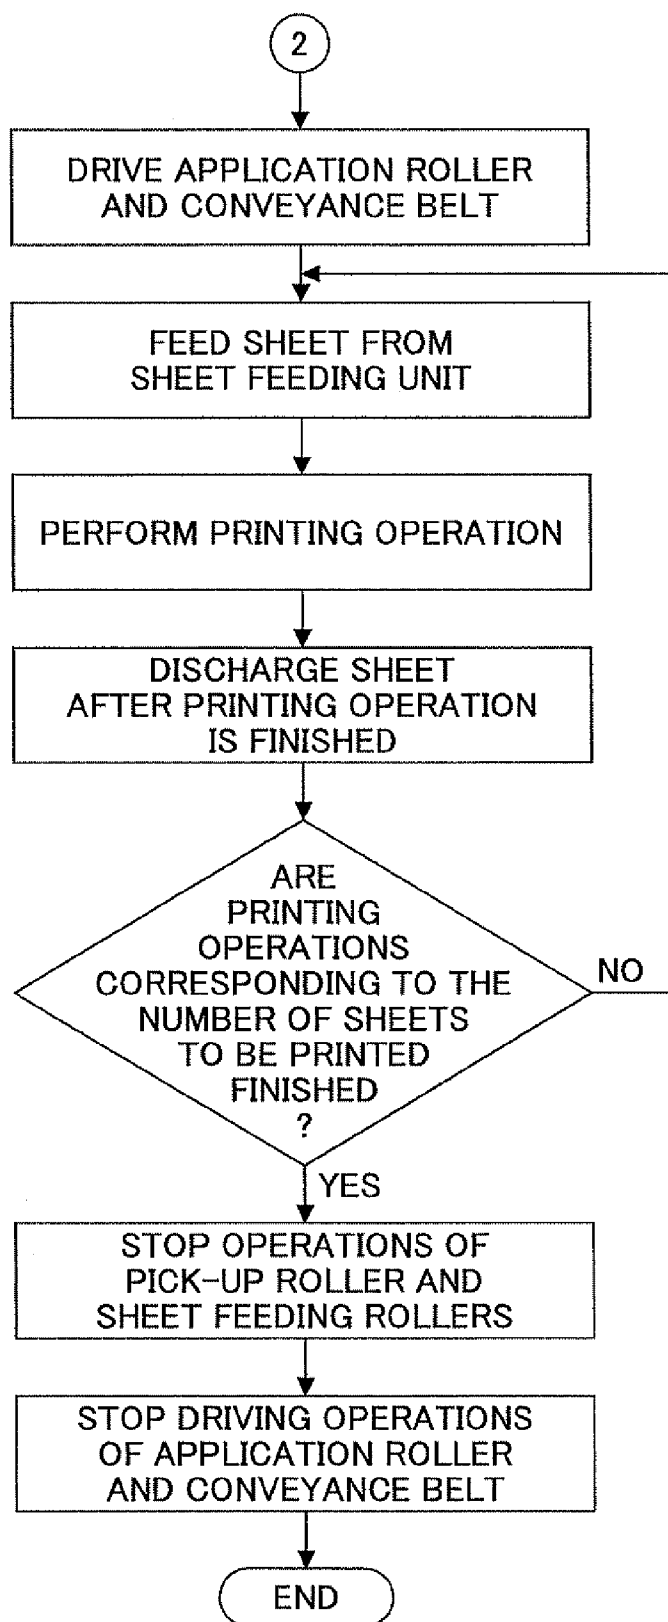 2
DRIVE APPLICATION ROLLER
AND CONVEYANCE BELT
FEED SHEET FROM
SHEET FEEDING UNIT
PERFORM PRINTING OPERATION
DISCHARGE SHEET
AFTER PRINTING OPERATION
IS FINISHED
ARE
PRINTING
OPERATIONS
CORRESPONDING TO THE
NUMBER OF SHEETS
TO BE PRINTED
FINISHED
?
NO
YES
STOP OPERATIONS OF
PICK-UP ROLLER AND
SHEET FEEDING ROLLERS
STOP DRIVING OPERATIONS
OF APPLICATION ROLLER
AND CONVEYANCE BELT
END